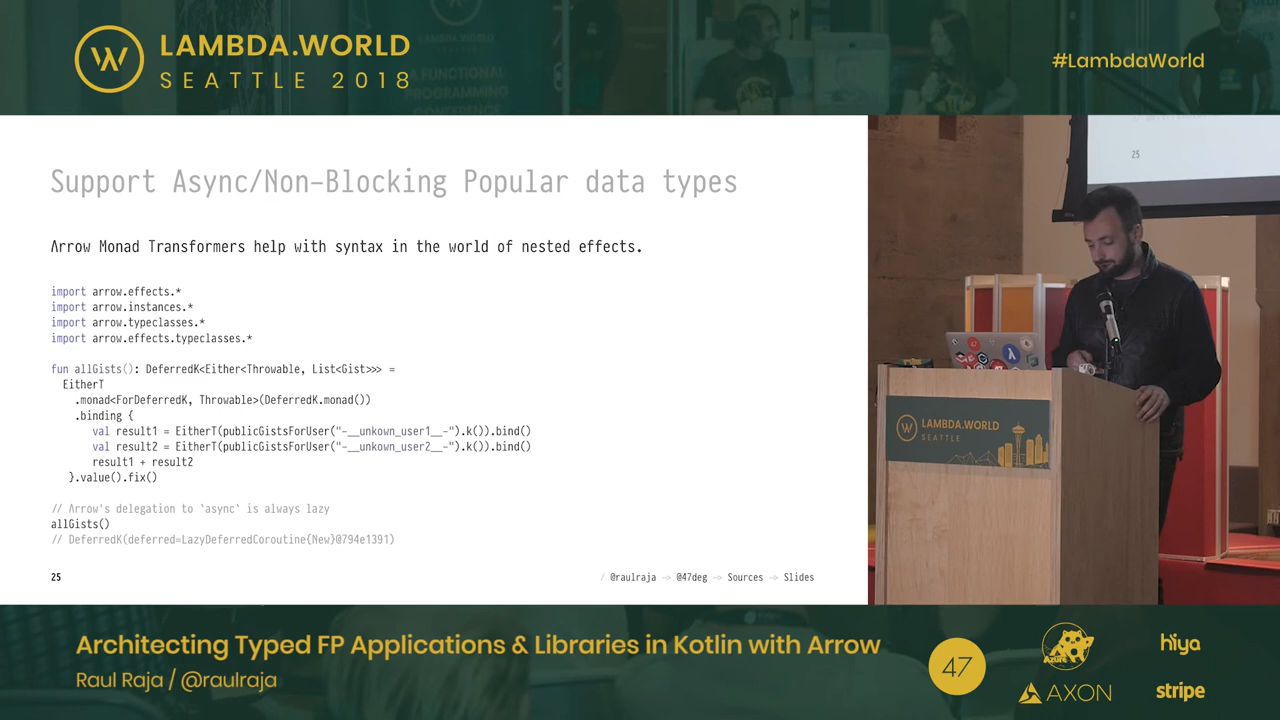 LAMBDA.WORLD
SEATTLE 2018
#LambdaWorld
Support Async/Non-Blocking Popular data types
Arrow Monad Transformers help with syntax in the world of nested effects.
import arrow.effects.*
import arrow.instances.*
import arrow.typeclasses.*
import arrow.effects.typeclasses.*
fun allGists(): DeferredK<Either<Throwable, List<Gist>>> =
EitherT
.monad<ForDeferredK, Throwable>(DeferredK.monad())
.binding {
val result1 = EitherT(publicGistsForUser("-__unkown_user1__-").k()).bind()
val result2 = EitherT(publicGistsForUser("-__unkown_user2__-").k()).bind()
result1 + result2
}.value().fix()
// Arrow's delegation to `async` is always lazy
allGists()
// DeferredK(deferred=LazyDeferredCoroutine{New}@794e1391)
25
/ @raulraja -> @47deg -> Sources -> Slides
25
LAMBDA.WORLD
SEATTLE
Architecting Typed FP Applications & Libraries in Kotlin with Arrow
Raul Raja / @raulraja
47
Azure
hiya
AXON
stripe